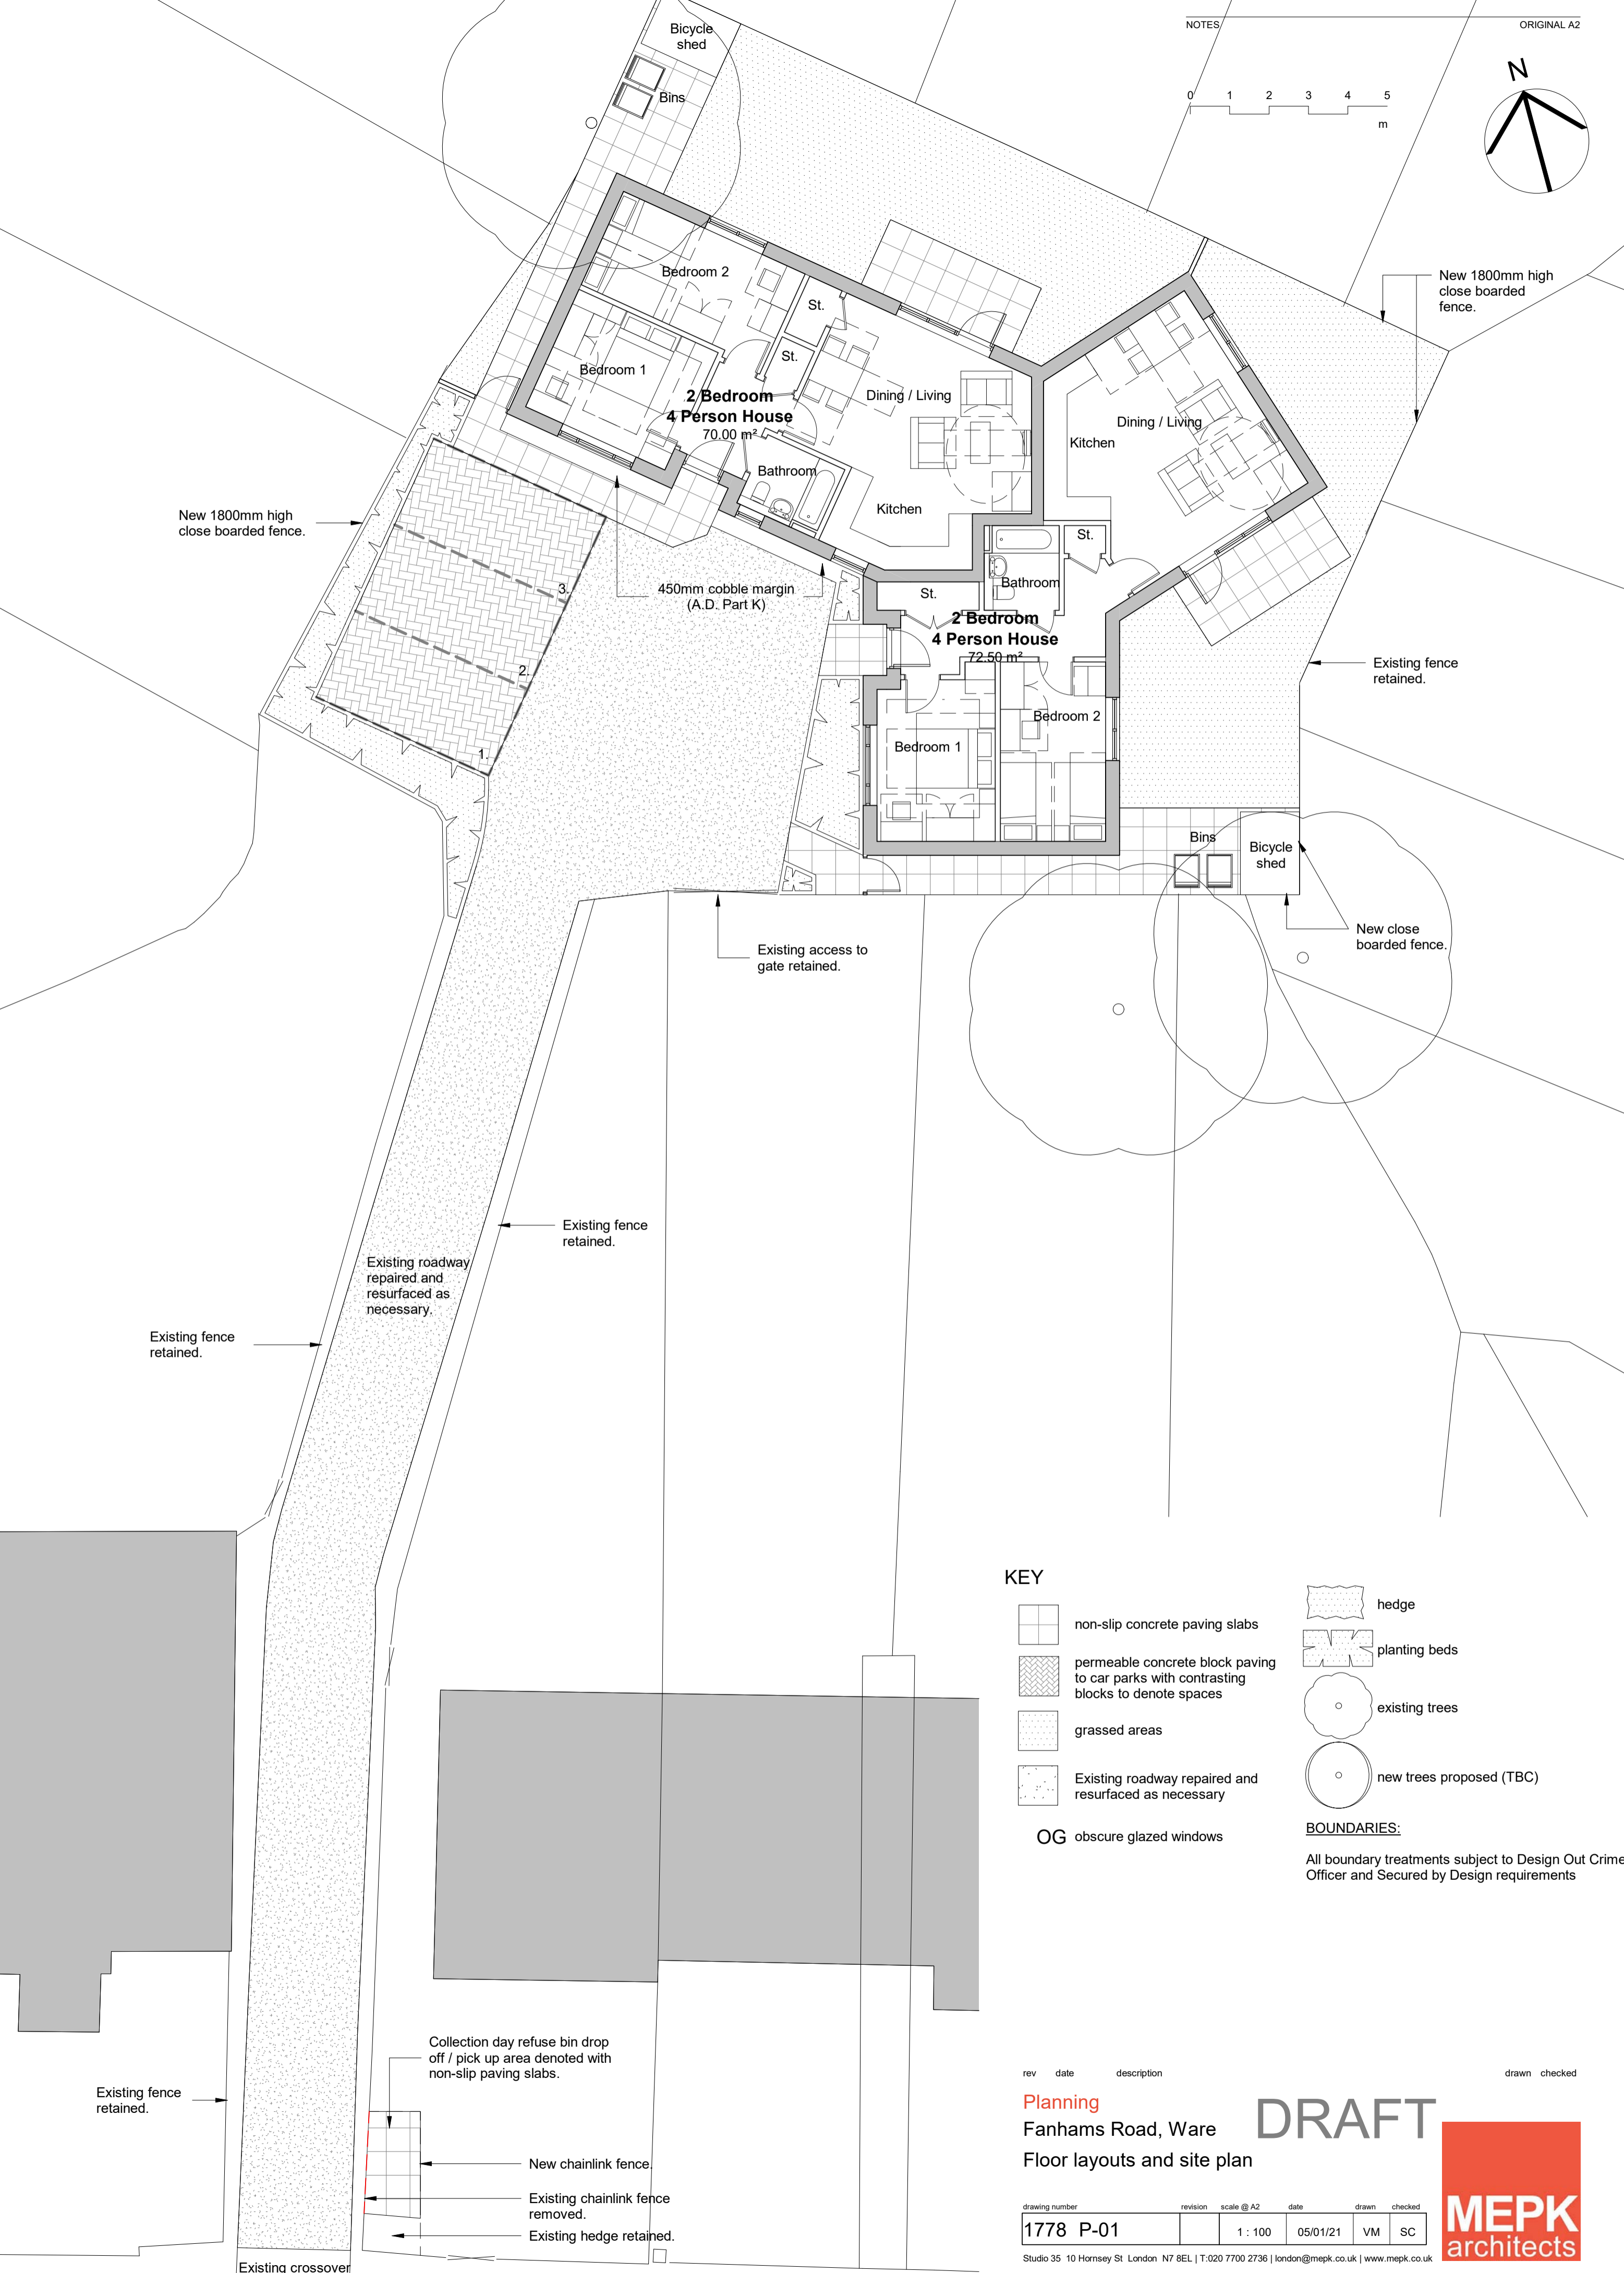 NOTES
ORIGINAL A2
N
0 1 2 3 4 5
m
Bicycle
shed
Bins
New 1800mm high
close boarded
fence.
Bedroom 2
St.
St.
Bedroom 1
2 Bedroom
4 Person House
70.00 m²
Dining / Living
Bathroom
Kitchen
Dining / Living
Kitchen
New 1800mm high
close boarded fence.
3.
2.
1.
450mm cobble margin
(A.D. Part K)
St.
Bathroom
St.
2 Bedroom
4 Person House
72.50 m²
Bedroom 2
Bedroom 1
Existing fence
retained.
Bins
Bicycle
shed
New close
boarded fence.
Existing access to
gate retained.
Existing fence
retained.
Existing roadway
repaired and
resurfaced as
necessary.
Existing fence
retained.
KEY
non-slip concrete paving slabs
permeable concrete block paving
to car parks with contrasting
blocks to denote spaces
grassed areas
Existing roadway repaired and
resurfaced as necessary
OG obscure glazed windows
hedge
planting beds
existing trees
new trees proposed (TBC)
BOUNDARIES:
All boundary treatments subject to Design Out Crime
Officer and Secured by Design requirements
Collection day refuse bin drop
off / pick up area denoted with
non-slip paving slabs.
Existing fence
retained.
New chainlink fence.
Existing chainlink fence
removed.
Existing hedge retained.
Existing crossover
rev date description drawn checked
Planning
DRAFT
Fanhams Road, Ware
Floor layouts and site plan
drawing number revision scale @ A2 date drawn checked
1778 P-01 1 : 100 05/01/21 VM SC
Studio 35 10 Hornsey St London N7 8EL | T:020 7700 2736 | london@mepk.co.uk | www.mepk.co.uk
MEPK
architects